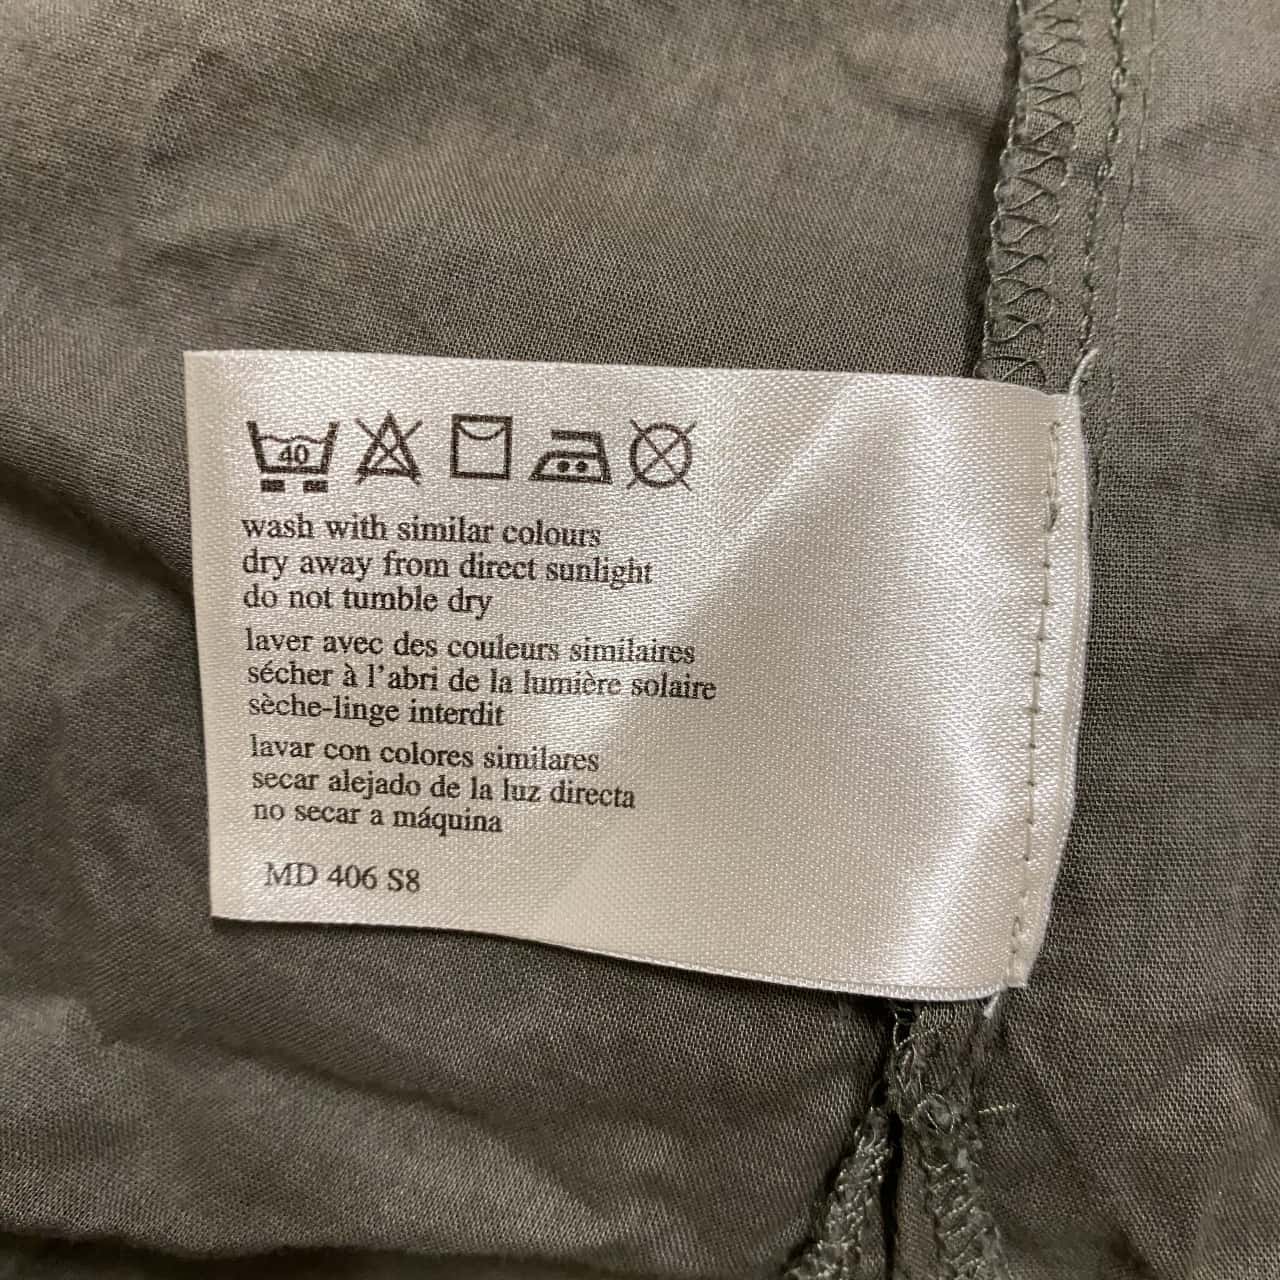 40
wash with similar colours
dry away from direct sunlight
do not tumble dry
laver avec des couleurs similaires
sécher à l'abri de la lumière solaire
sèche-linge interdit
lavar con colores similares
secar alejado de la luz directa
no secar a máquina
MD 406 S8